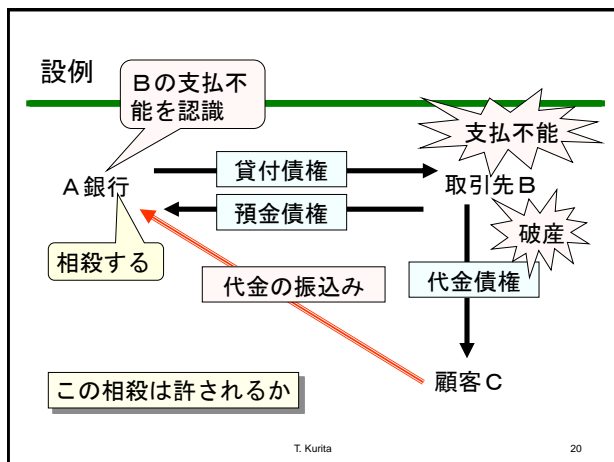 設例
Bの支払不
能を認識
支払不能
A銀行
貸付債権
取引先B
預金債権
破産
相殺する
代金の振込み
代金債権
顧客C
この相殺は許されるか
T. Kurita
20